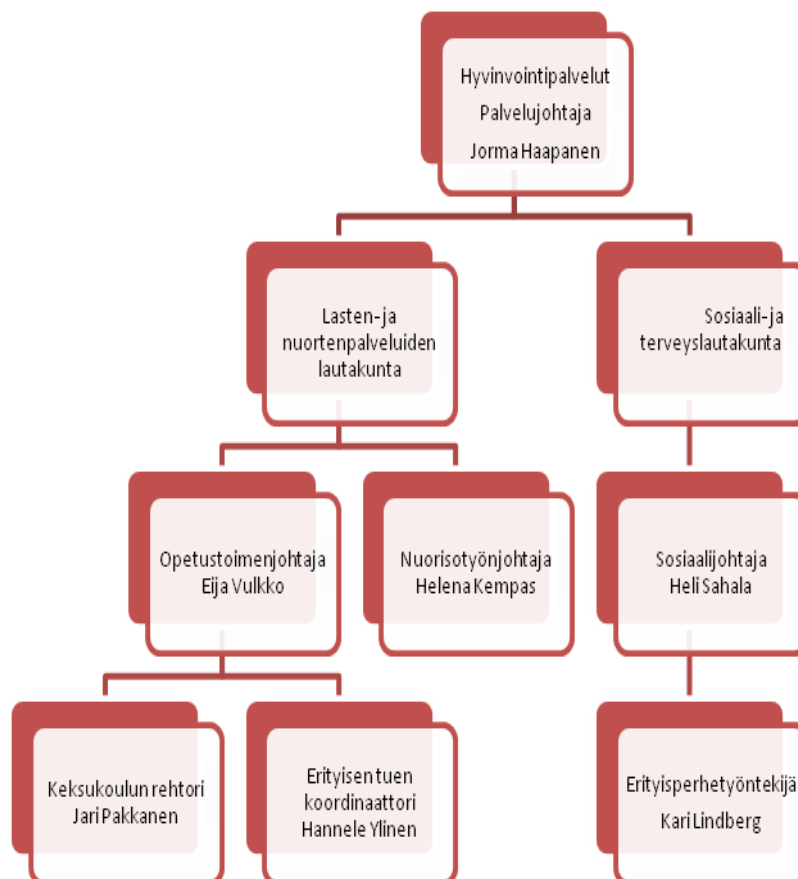 Hyvinvointipalvelut
Palvelujohtaja
Jorma Haapanen
Lasten-ja
nuortenpalveluiden
lautakunta
Sosiaali-ja
terveyslautakunta
Opetustoimenjohtaja
Eija Vulkko
Nuorisotyönjohtaja
Helena Kempas
Sosiaalijohtaja
Heli Sahala
Keksukoulun rehtori
Jari Pakkanen
Erityisen tuen
koordinaattori
Hannele Ylinen
Erityisperhetyöntekijä
Kari Lindberg